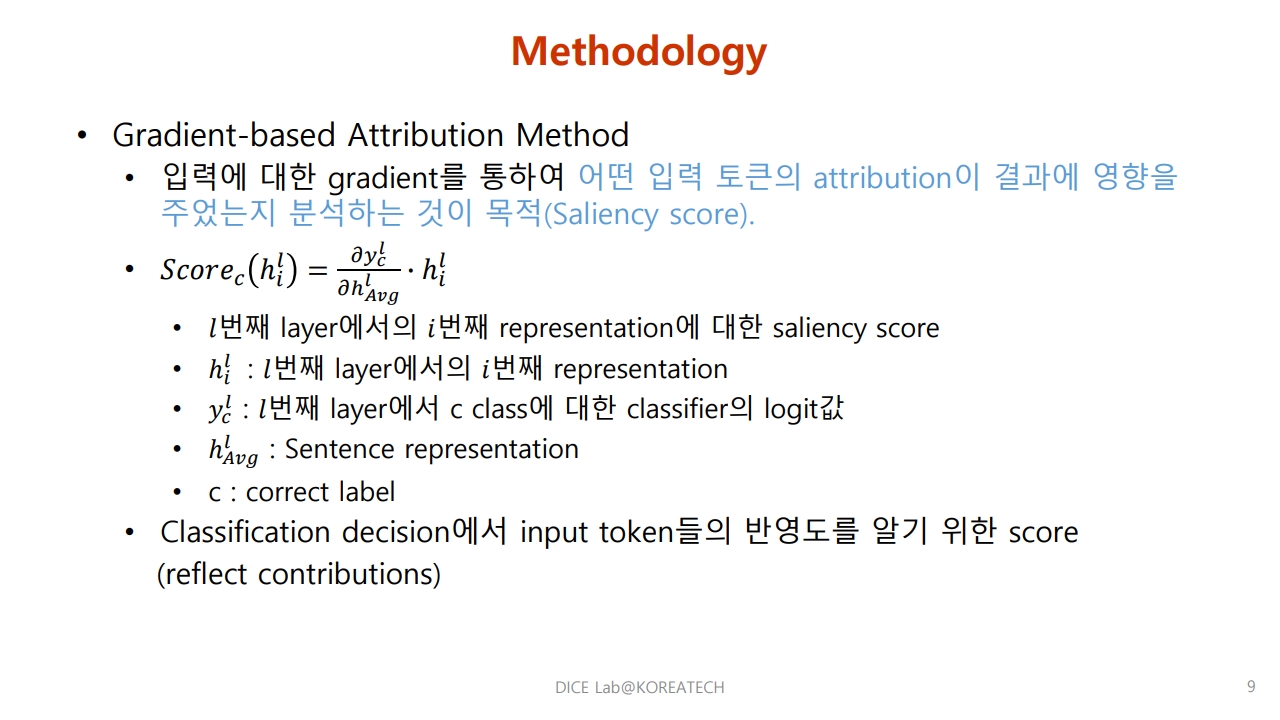 Methodology
• Gradient-based Attribution Method
• 입력에 대한 gradient를 통하여 어떤 입력 토큰의 attribution이 결과에 영향을
주었는지 분석하는 것이 목적(Saliency score).
• $Score_c(h_i^l) = \frac{\partial y_c^l}{\partial h_{Avg}^l} \cdot h_i^l$
• $l$번째 layer에서의 $i$번째 representation에 대한 saliency score
• $h_i^l$ : $l$번째 layer에서의 $i$번째 representation
• $y_c^l$ : $l$번째 layer에서 c class에 대한 classifier의 logit값
• $h_{Avg}^l$ : Sentence representation
• c : correct label
• Classification decision에서 input token들의 반영도를 알기 위한 score
(reflect contributions)
DICE Lab@KOREATECH
9